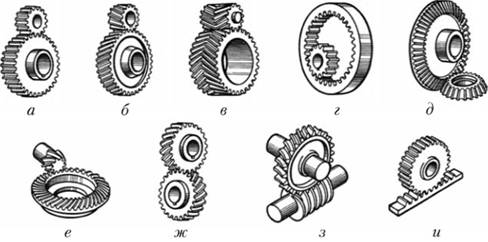 а б в г д
е ж з и